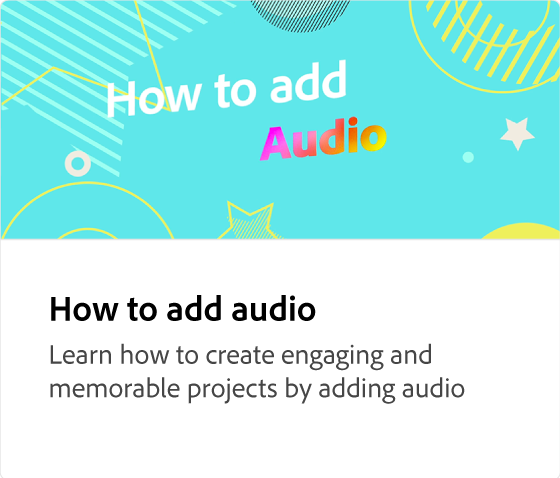 How to add
Audio
How to add audio
Learn how to create engaging and
memorable projects by adding audio